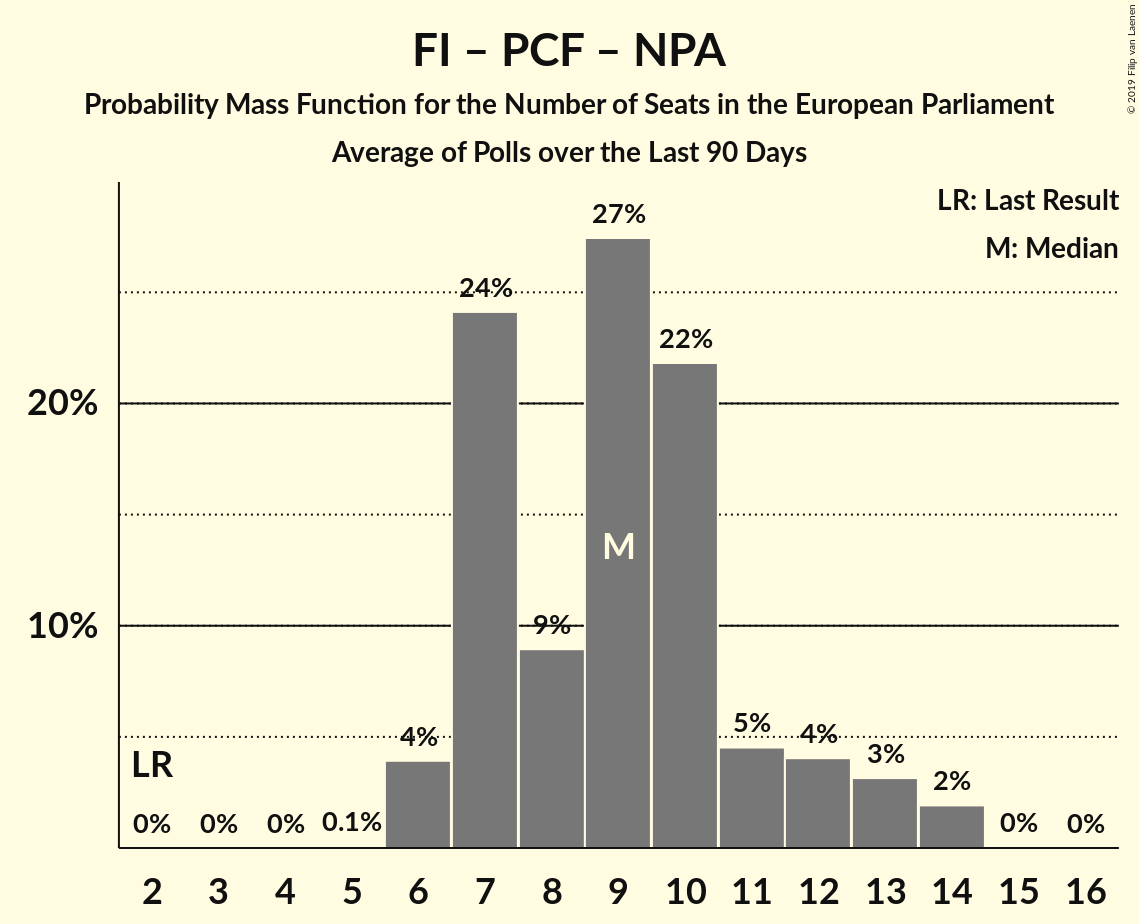 FI – PCF – NPA
Probability Mass Function for the Number of Seats in the European Parliament
Average of Polls over the Last 90 Days
© 2019 Filip van Laenen
LR: Last Result
M: Median
27%
24%
22%
20%
M
10%
9%
5%
4%
4%
3%
2%
LR
0% 0% 0% 0.1% 0% 0%
2 3 4 5 6 7 8 9 10 11 12 13 14 15 16